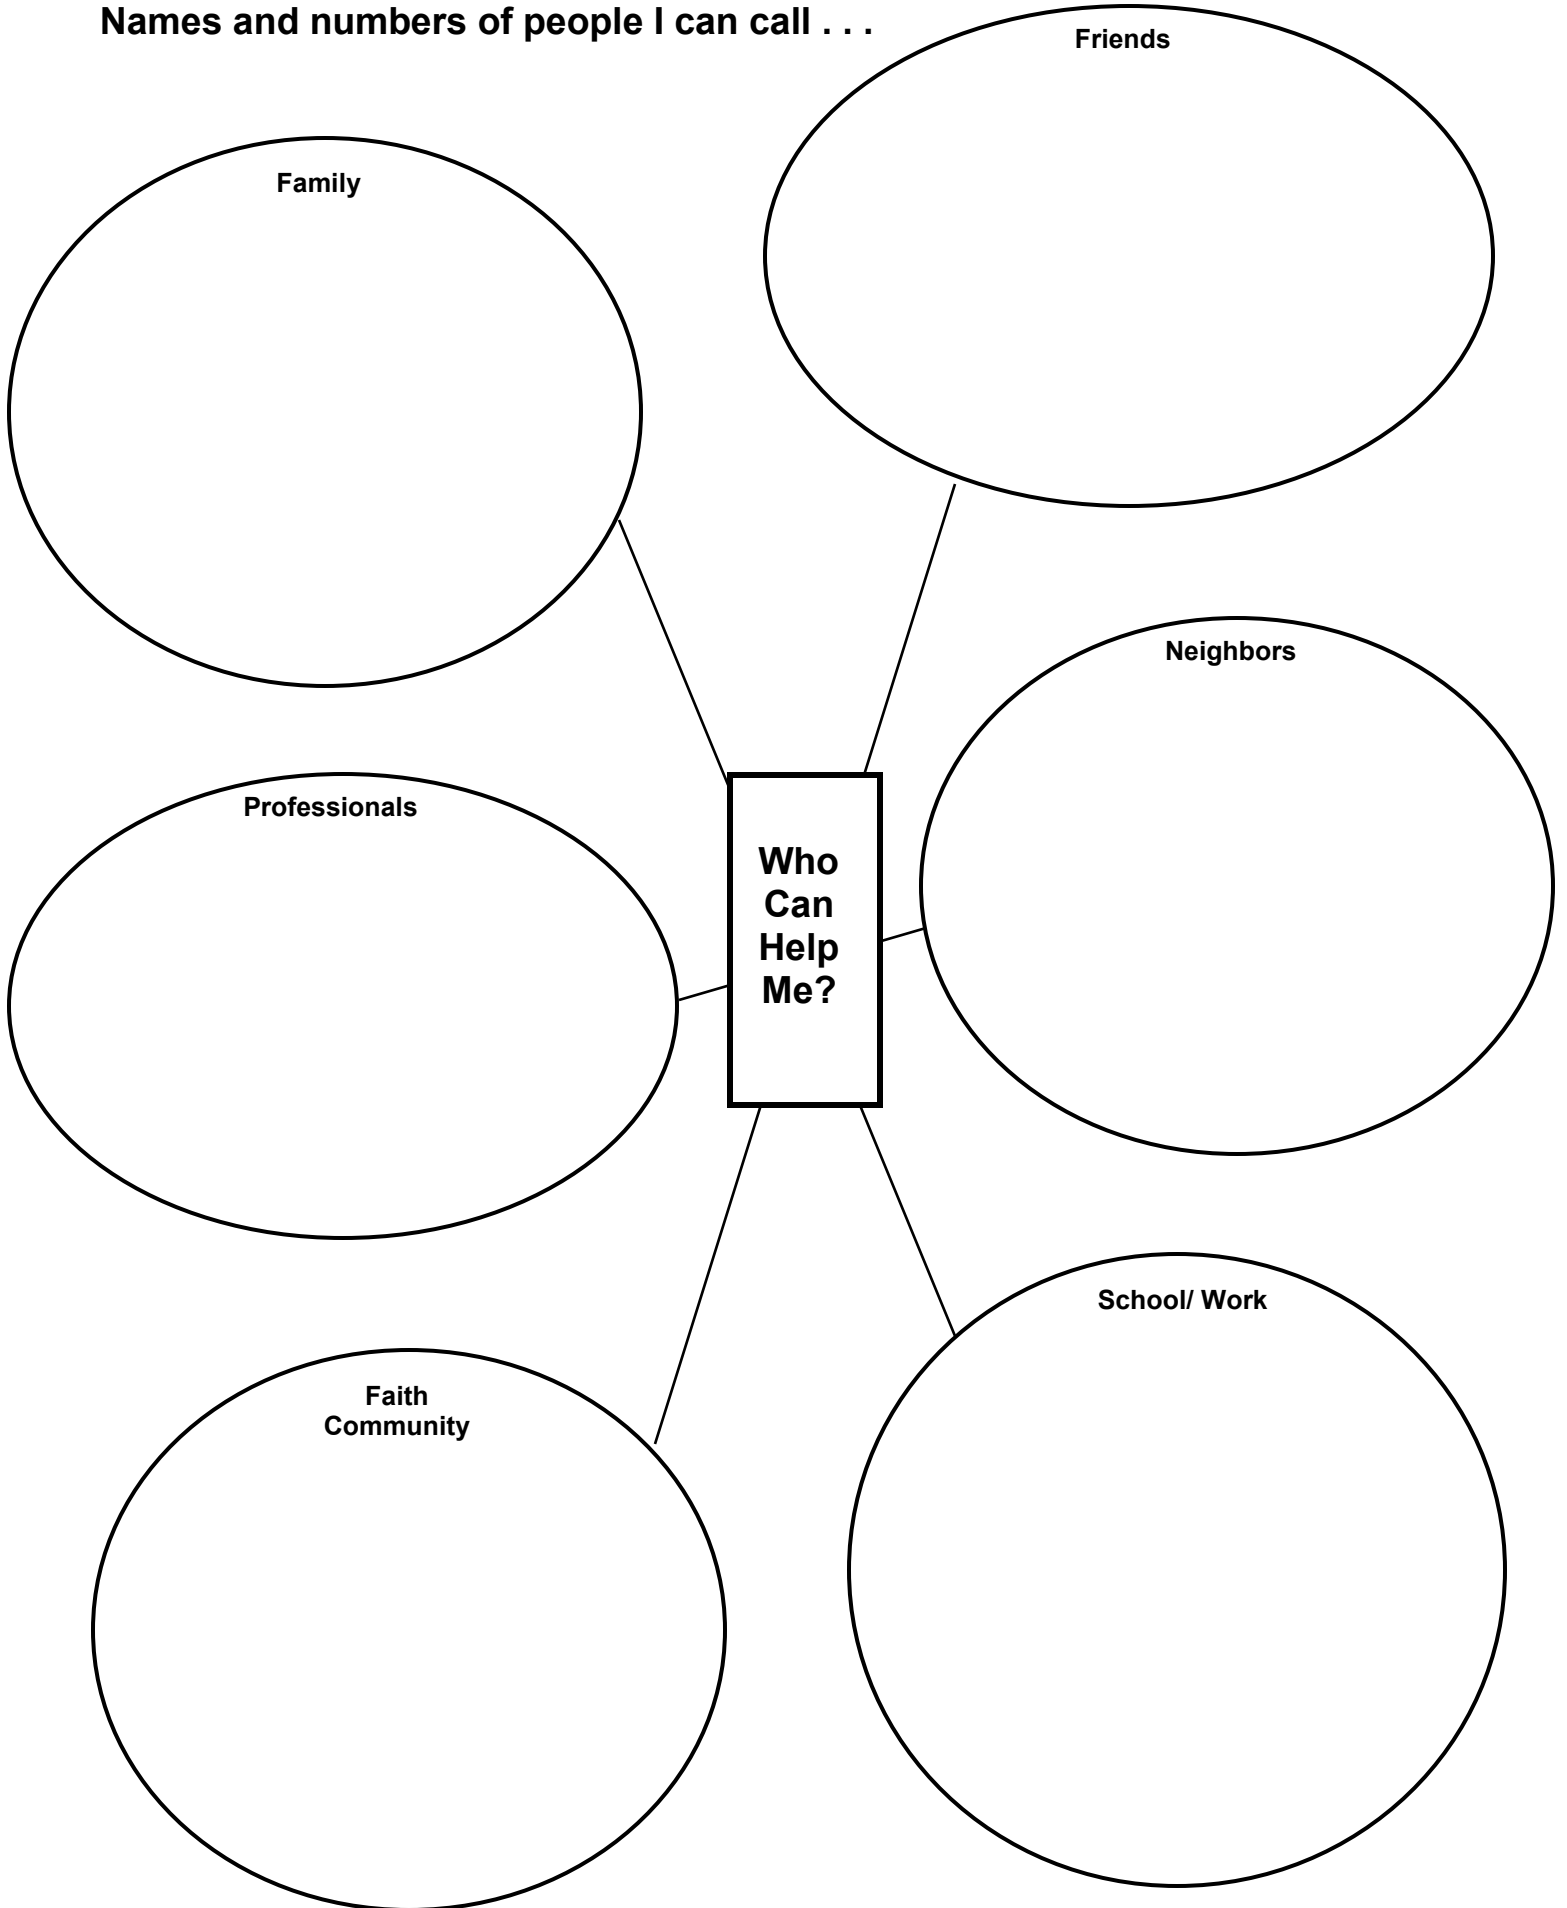 Names and numbers of people I can call . . .
Friends
Family
Neighbors
Professionals
Who
Can
Help
Me?
School/ Work
Faith
Community